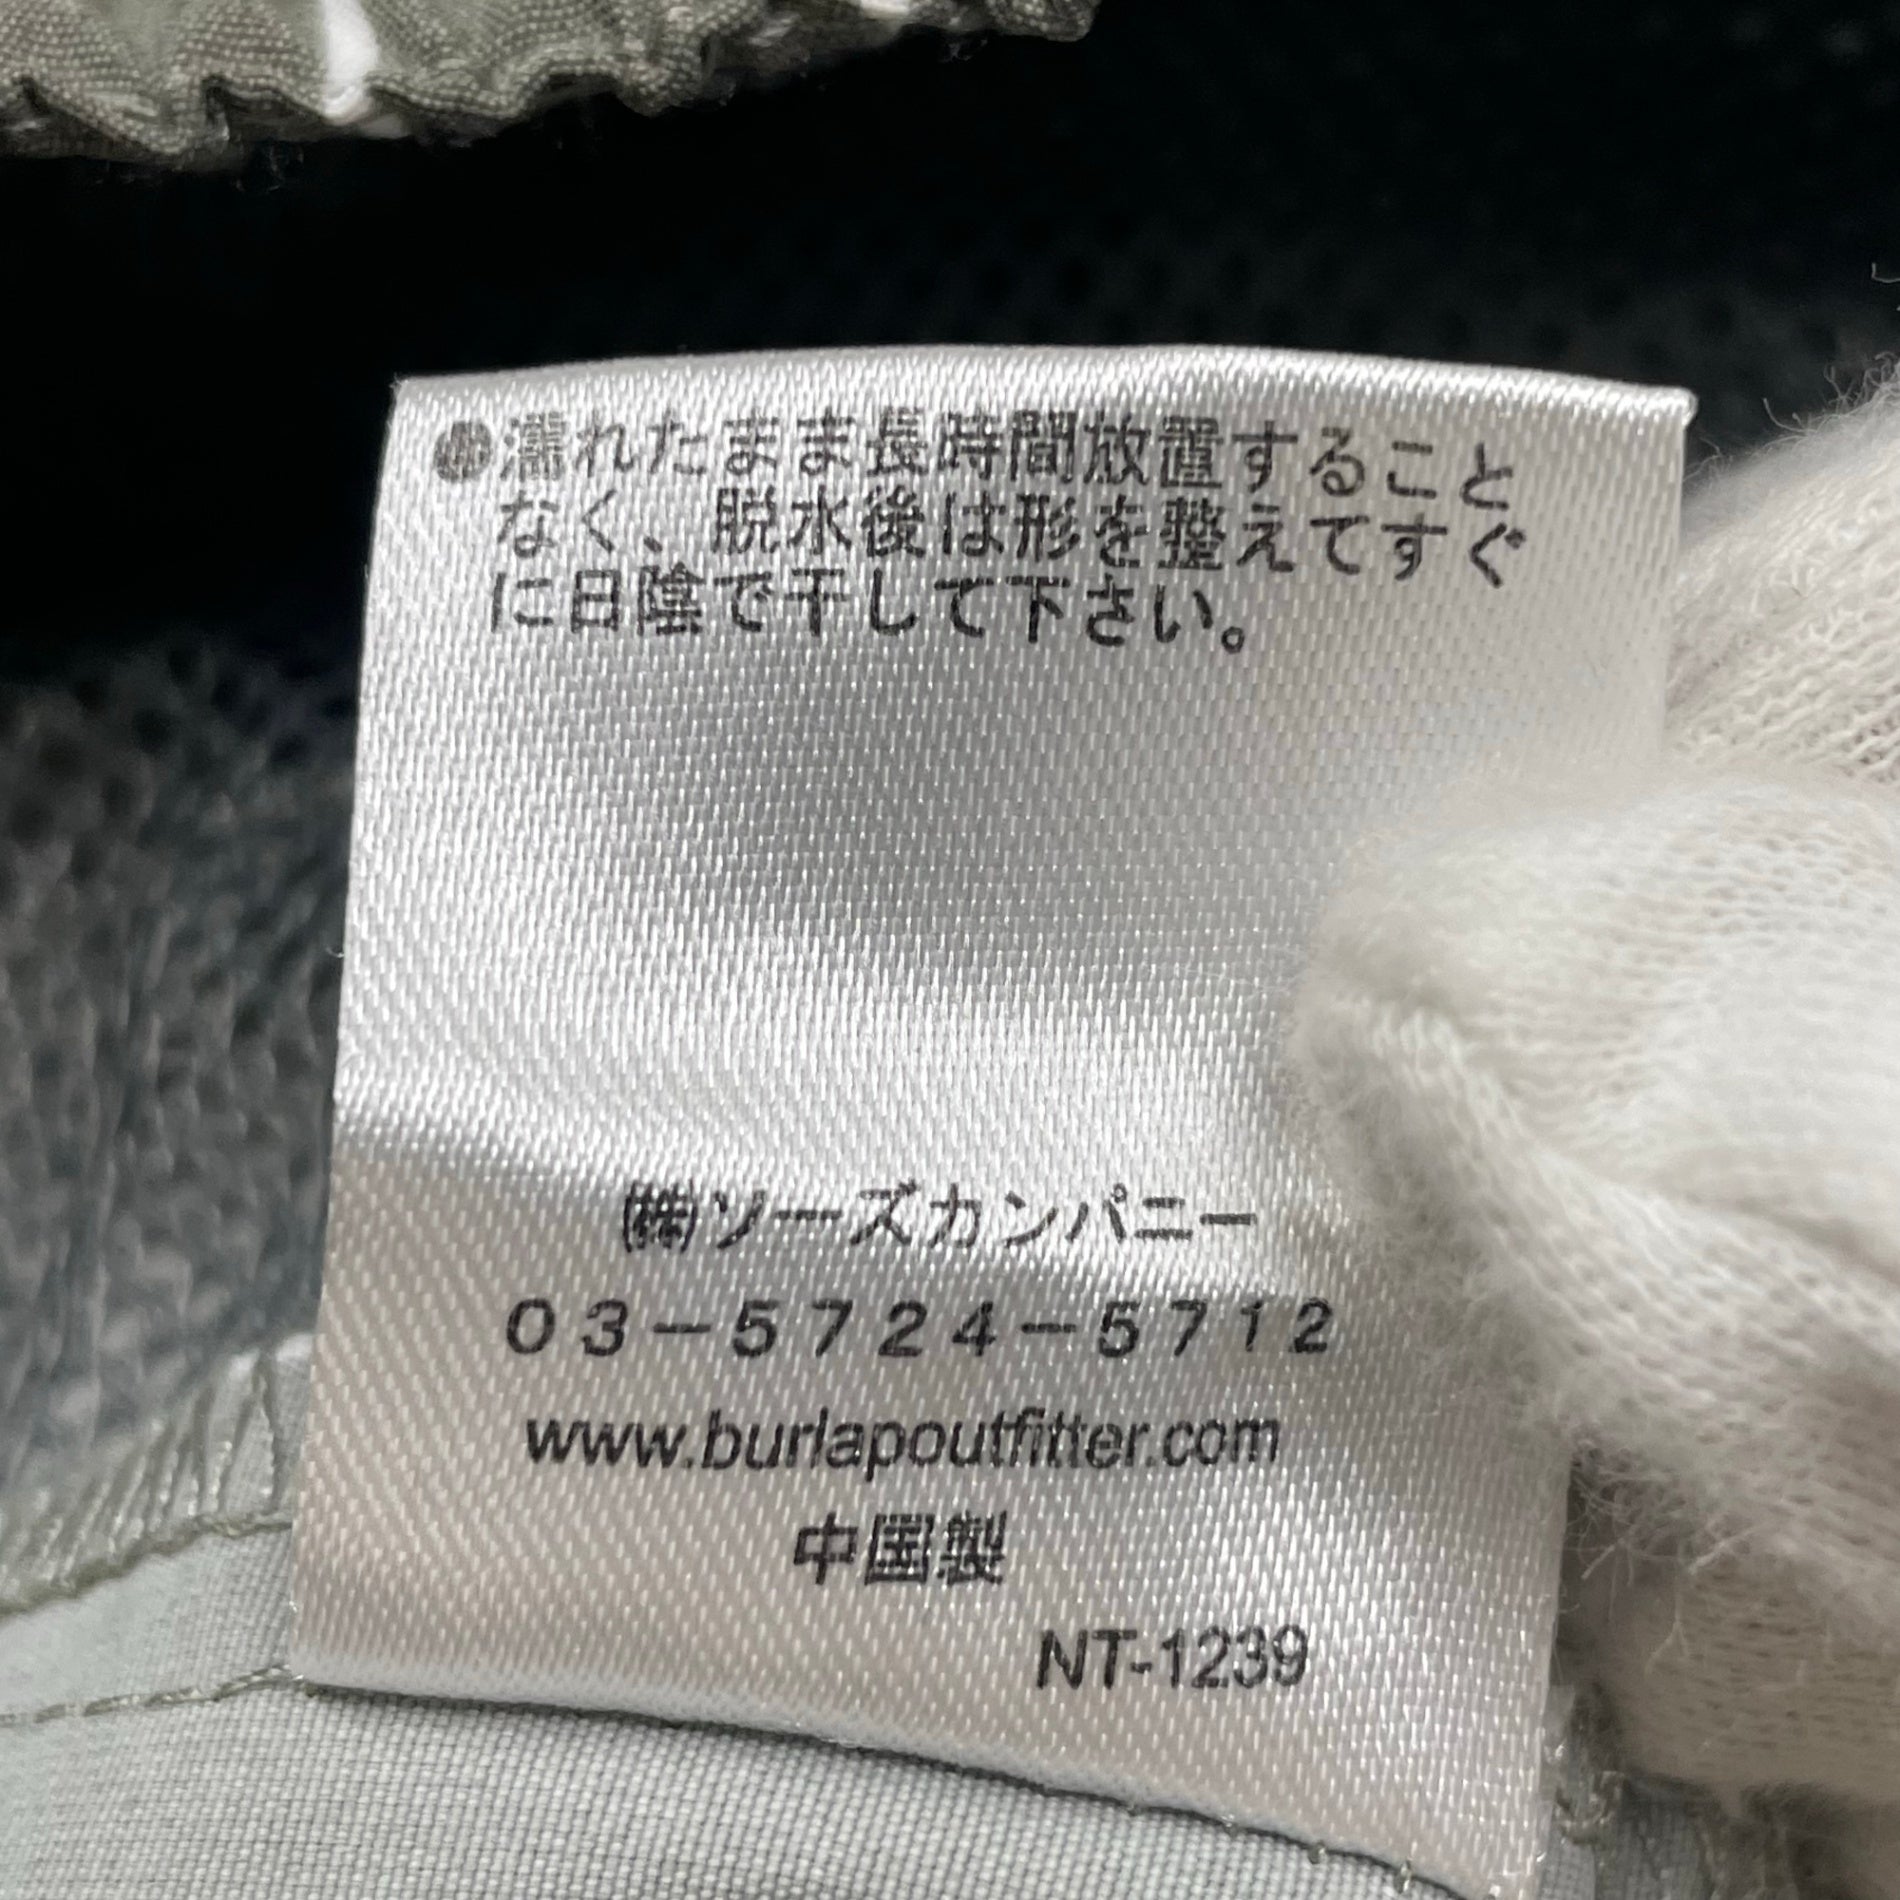 ●濡れたまま長時間放置すること
なく、脱水後は形を整えてすぐ
に日陰で干して下さい。
㈱ソーズカンパニー
03-5724-5712
www.burlapoutfitter.com
中国製
NT-1239